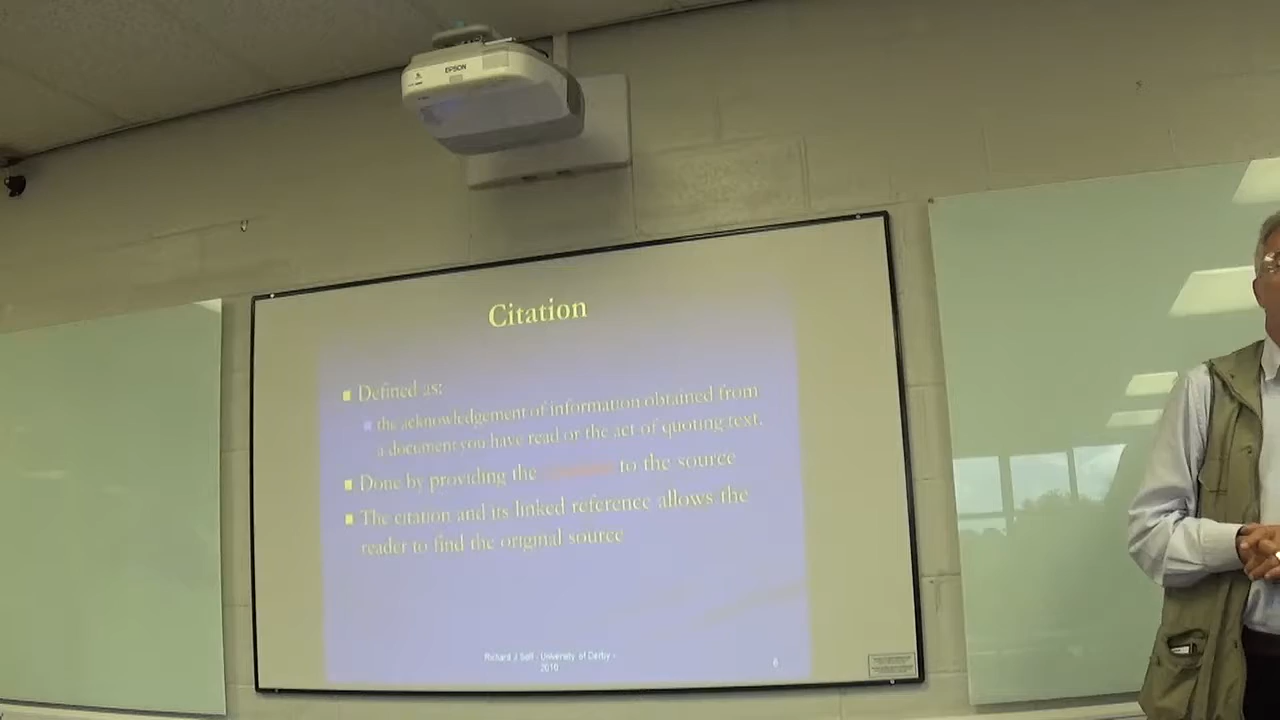 EPSON
Citation
Defined as:
the acknowledgement of information obtained from
a document you have read or the act of quoting text.
Done by providing the to the source
The citation and its linked reference allows the
reader to find the original source
Richard J Self - University of Derby -
2016
6